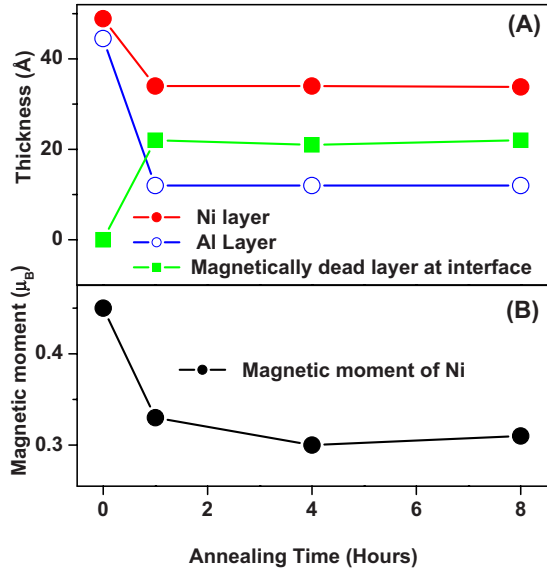 (A)
Thickness (Å)
40
20
0
Ni layer
Al Layer
Magnetically dead layer at interface
(B)
Magnetic moment (μB)
0.4
0.3
Magnetic moment of Ni
0 2 4 6 8
Annealing Time (Hours)